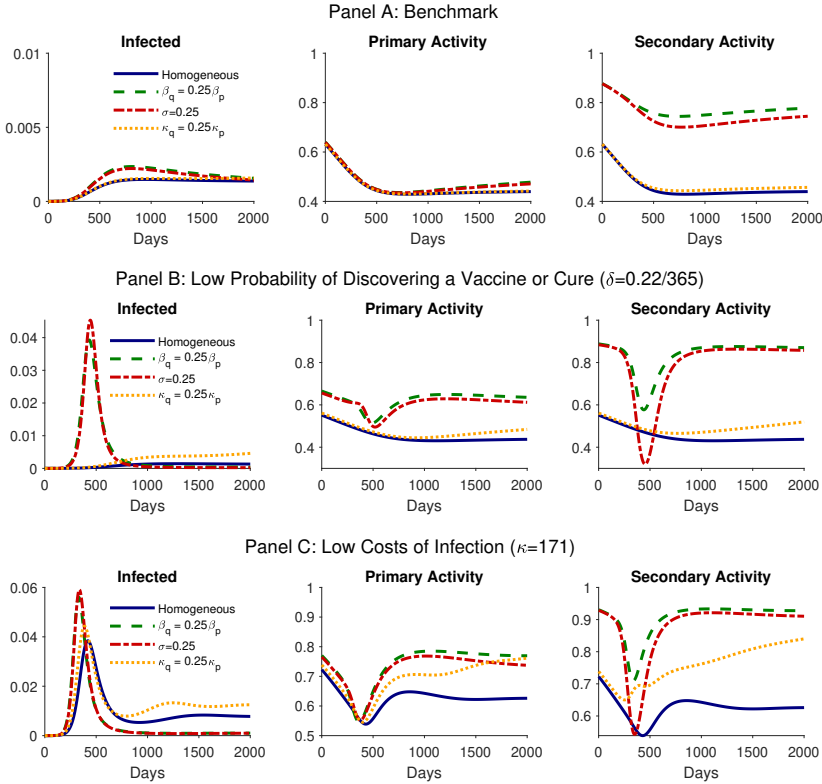 Panel A: Benchmark
Infected
Primary Activity
Secondary Activity
0.01
0.005
0
Homogeneous
β_q = 0.25β_p
σ=0.25
κ_q = 0.25κ_p
0 500 1000 1500 2000
Days
1
0.8
0.6
0.4
0 500 1000 1500 2000
Days
1
0.8
0.6
0.4
0 500 1000 1500 2000
Days
Panel B: Low Probability of Discovering a Vaccine or Cure (δ=0.22/365)
Infected
Primary Activity
Secondary Activity
0.04
0.03
0.02
0.01
0
Homogeneous
β_q = 0.25β_p
σ=0.25
κ_q = 0.25κ_p
0 500 1000 1500 2000
Days
1
0.8
0.6
0.4
0 500 1000 1500 2000
Days
1
0.8
0.6
0.4
0 500 1000 1500 2000
Days
Panel C: Low Costs of Infection (κ=171)
Infected
Primary Activity
Secondary Activity
0.06
0.04
0.02
0
Homogeneous
β_q = 0.25β_p
σ=0.25
κ_q = 0.25κ_p
0 500 1000 1500 2000
Days
1
0.9
0.8
0.7
0.6
0.5
0 500 1000 1500 2000
Days
1
0.9
0.8
0.7
0.6
0 500 1000 1500 2000
Days